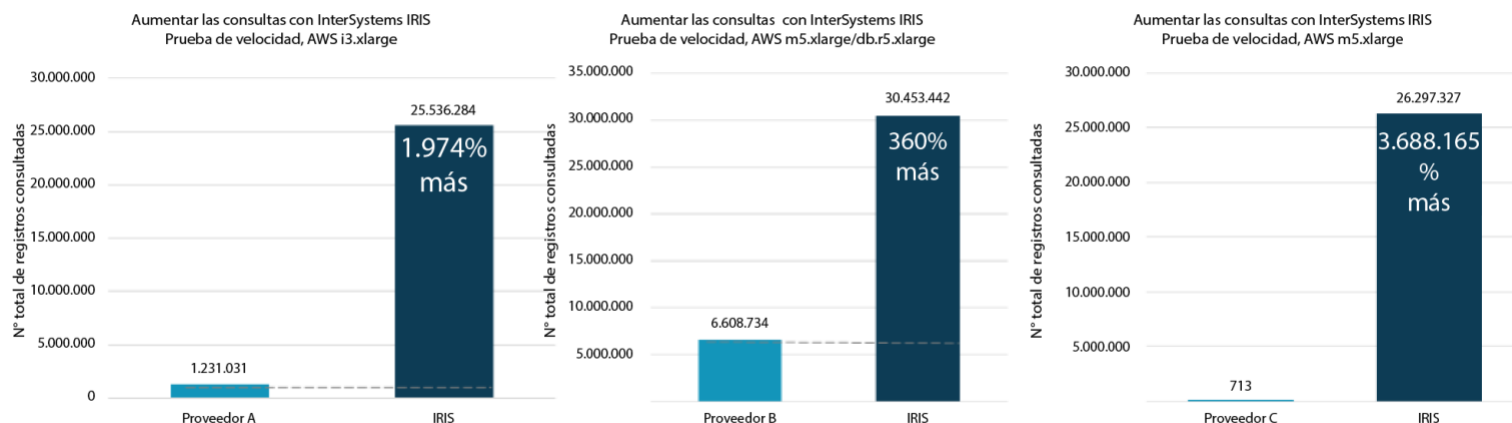 Aumentar las consultas con InterSystems IRIS
Prueba de velocidad, AWS i3.xlarge
N° total de registros consultadas
30.000.000
25.000.000
20.000.000
15.000.000
10.000.000
5.000.000
0
1.231.031
25.536.284
1.974%
más
Proveedor A
IRIS
Aumentar las consultas con InterSystems IRIS
Prueba de velocidad, AWS m5.xlarge/db.r5.xlarge
N° total de registros consultadas
35.000.000
30.000.000
25.000.000
20.000.000
15.000.000
10.000.000
5.000.000
6.608.734
30.453.442
360%
más
Proveedor B
IRIS
Aumentar las consultas con InterSystems IRIS
Prueba de velocidad, AWS m5.xlarge
N° total de registros consultadas
30.000.000
25.000.000
20.000.000
15.000.000
10.000.000
5.000.000
713
26.297.327
3.688.165
%
más
Proveedor C
IRIS